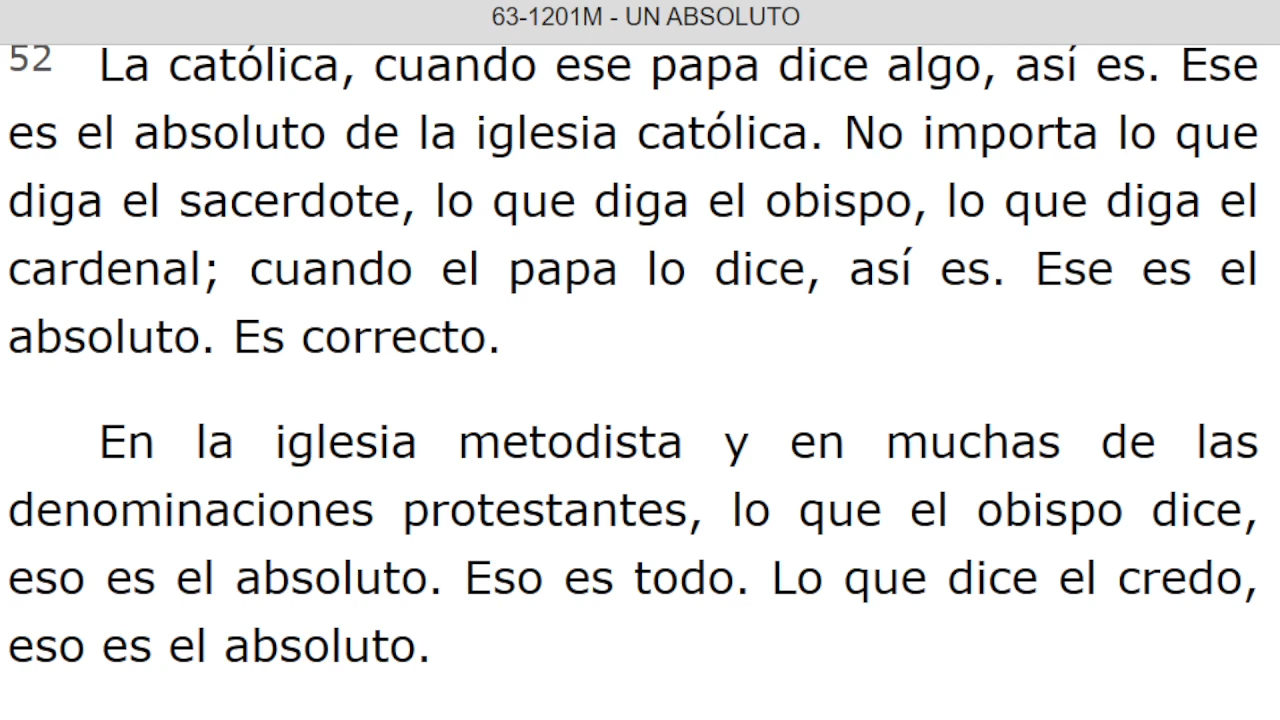 63-1201M - UN ABSOLUTO
52 La católica, cuando ese papa dice algo, así es. Ese
es el absoluto de la iglesia católica. No importa lo que
diga el sacerdote, lo que diga el obispo, lo que diga el
cardenal; cuando el papa lo dice, así es. Ese es el
absoluto. Es correcto.
En la iglesia metodista y en muchas de las
denominaciones protestantes, lo que el obispo dice,
eso es el absoluto. Eso es todo. Lo que dice el credo,
eso es el absoluto.